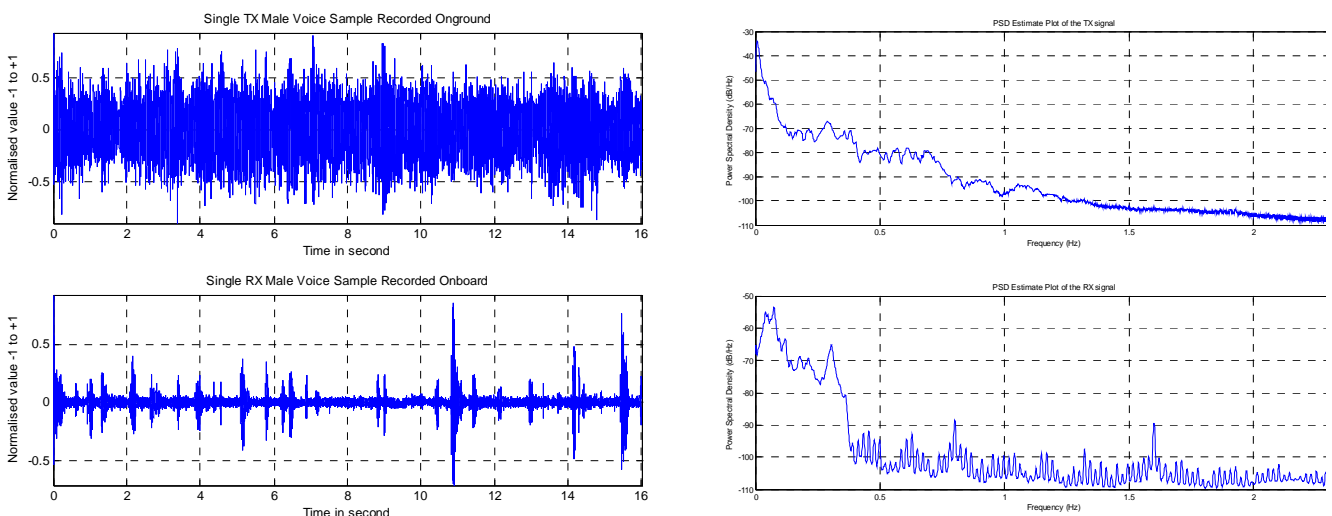 Single TX Male Voice Sample Recorded Onground
Normalised value -1 to +1
0.5
0
-0.5
0 2 4 6 8 10 12 14 16
Time in second
PSD Estimate Plot of the TX signal
Power Spectral Density (dB/Hz)
-30
-40
-50
-60
-70
-80
-90
-100
-110
0 0.5 1 1.5 2
Frequency (Hz)
Single RX Male Voice Sample Recorded Onboard
Normalised value -1 to +1
0.5
0
-0.5
0 2 4 6 8 10 12 14 16
Time in second
PSD Estimate Plot of the RX signal
Power Spectral Density (dB/Hz)
-50
-60
-70
-80
-90
-100
-110
0 0.5 1 1.5 2
Frequency (Hz)